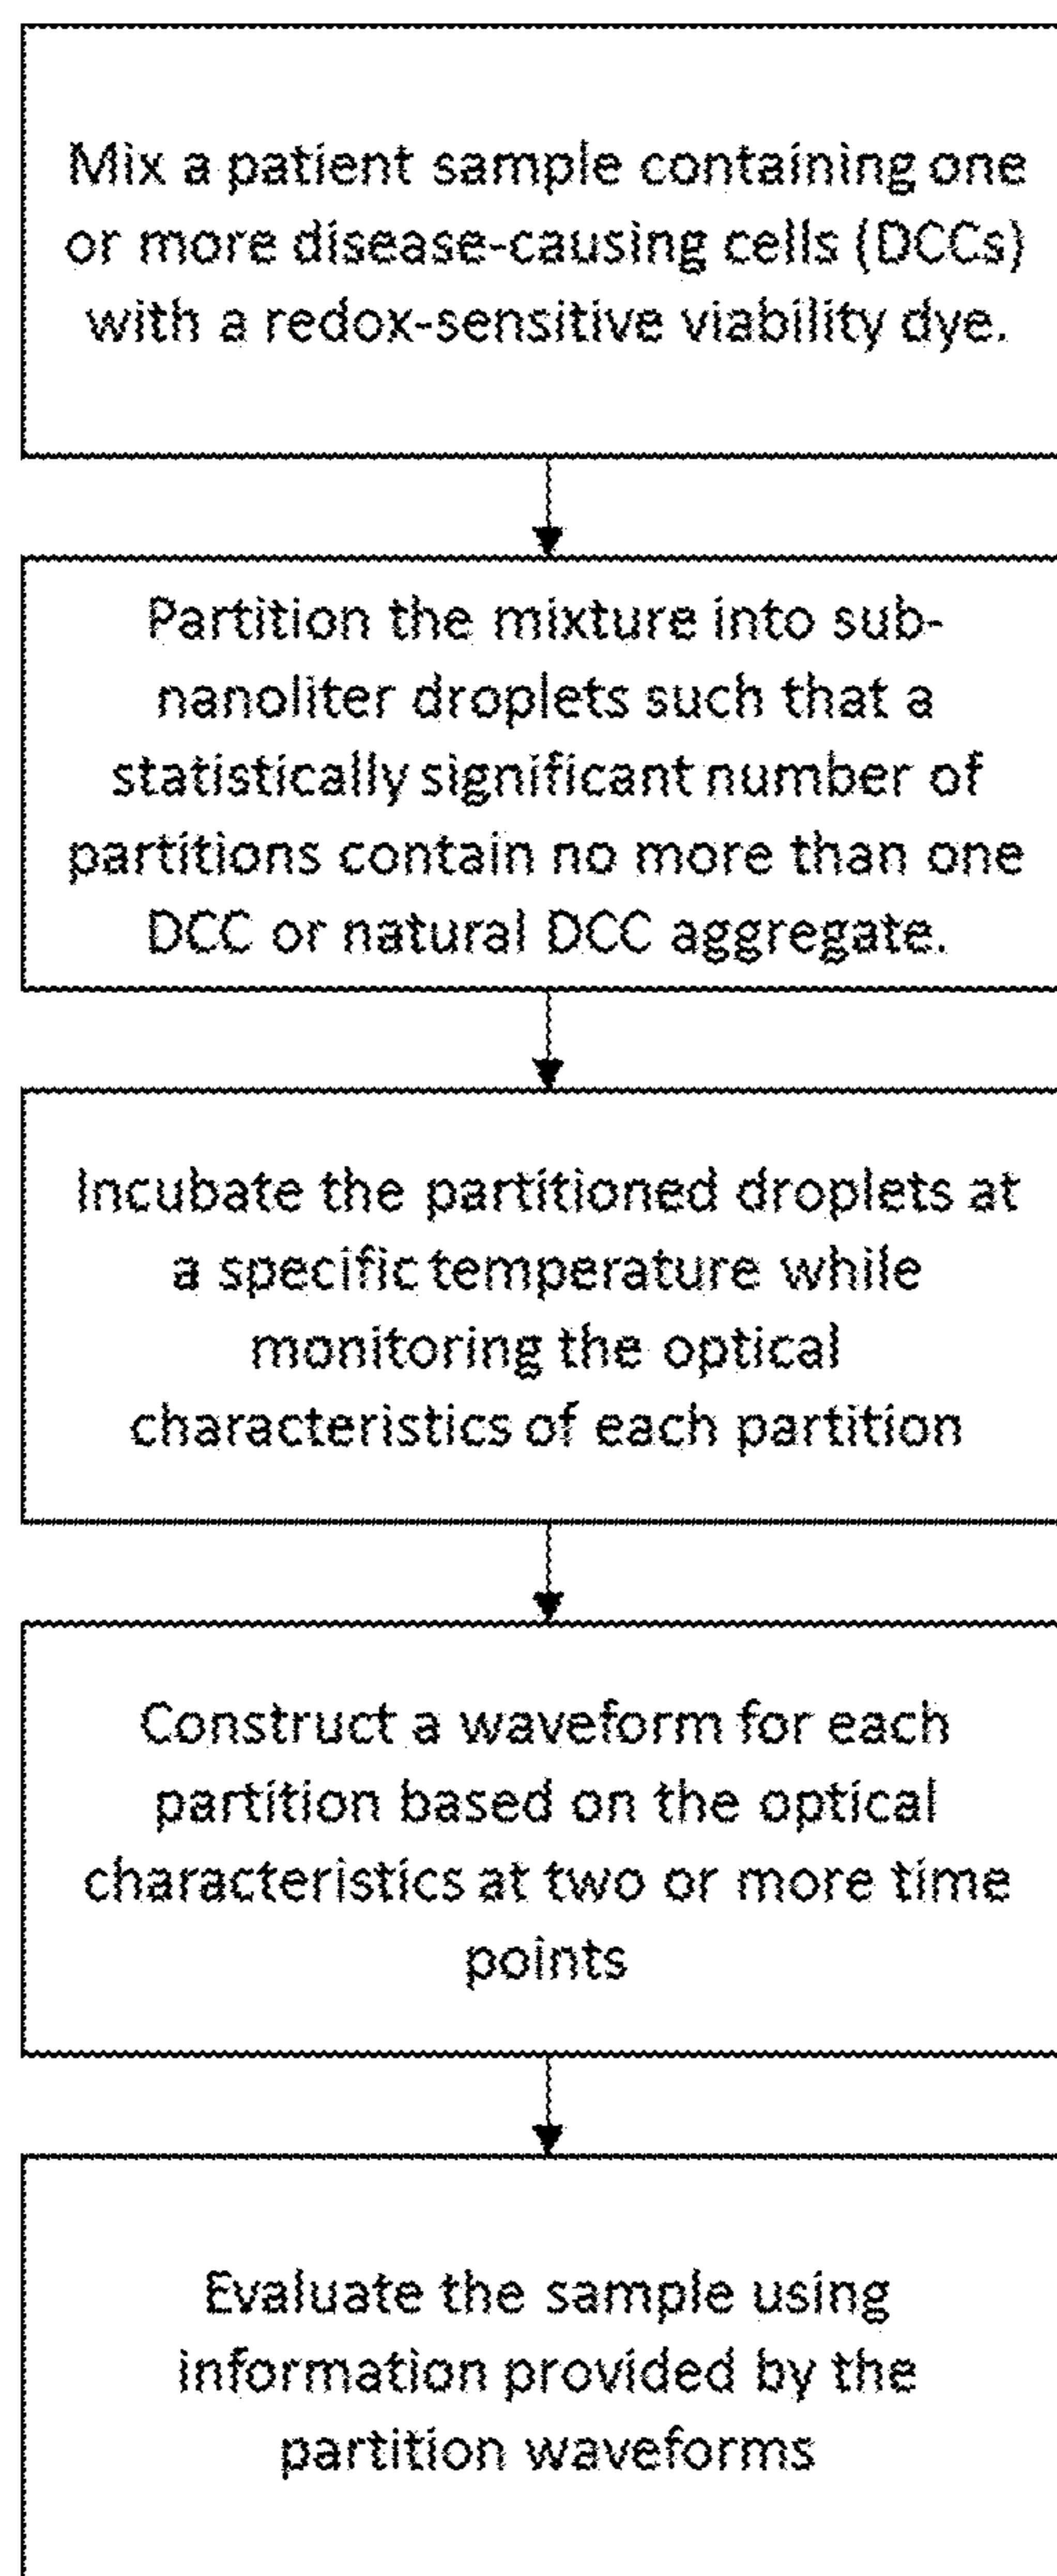 Mix a patient sample containing one
or more disease-causing cells (DCCs)
with a redox-sensitive viability dye.
Partition the mixture into sub-
nanoliter droplets such that a
statistically significant number of
partitions contain no more than one
DCC or natural DCC aggregate.
Incubate the partitioned droplets at
a specific temperature while
monitoring the optical
characteristics of each partition
Construct a waveform for each
partition based on the optical
characteristics at two or more time
points
Evaluate the sample using
information provided by the
partition waveforms